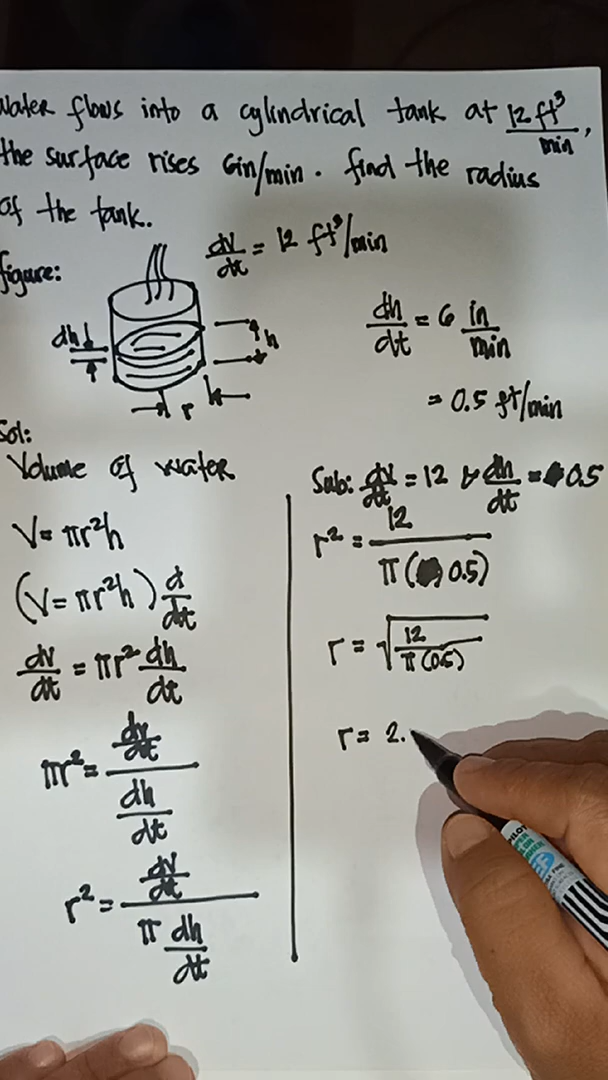 Water flows into a cylindrical tank at 12 ft³/min,
the surface rises 6in/min. find the radius
of the tank.
dV/dt = 12 ft³/min
figure:
dh
h
r
dh/dt = 6 in/min
= 0.5 ft/min
Sol:
Volume of water
V = πr²h
(V = πr²h) d/dt
dV/dt = πr² dh/dt
πr² = dV/dt / dh/dt
r² = dV/dt / π dh/dt
Sub: dV/dt = 12 & dh/dt = 0.5
r² = 12 / π( 0.5)
r = √12 / π(0.5)
r = 2.
PILOT